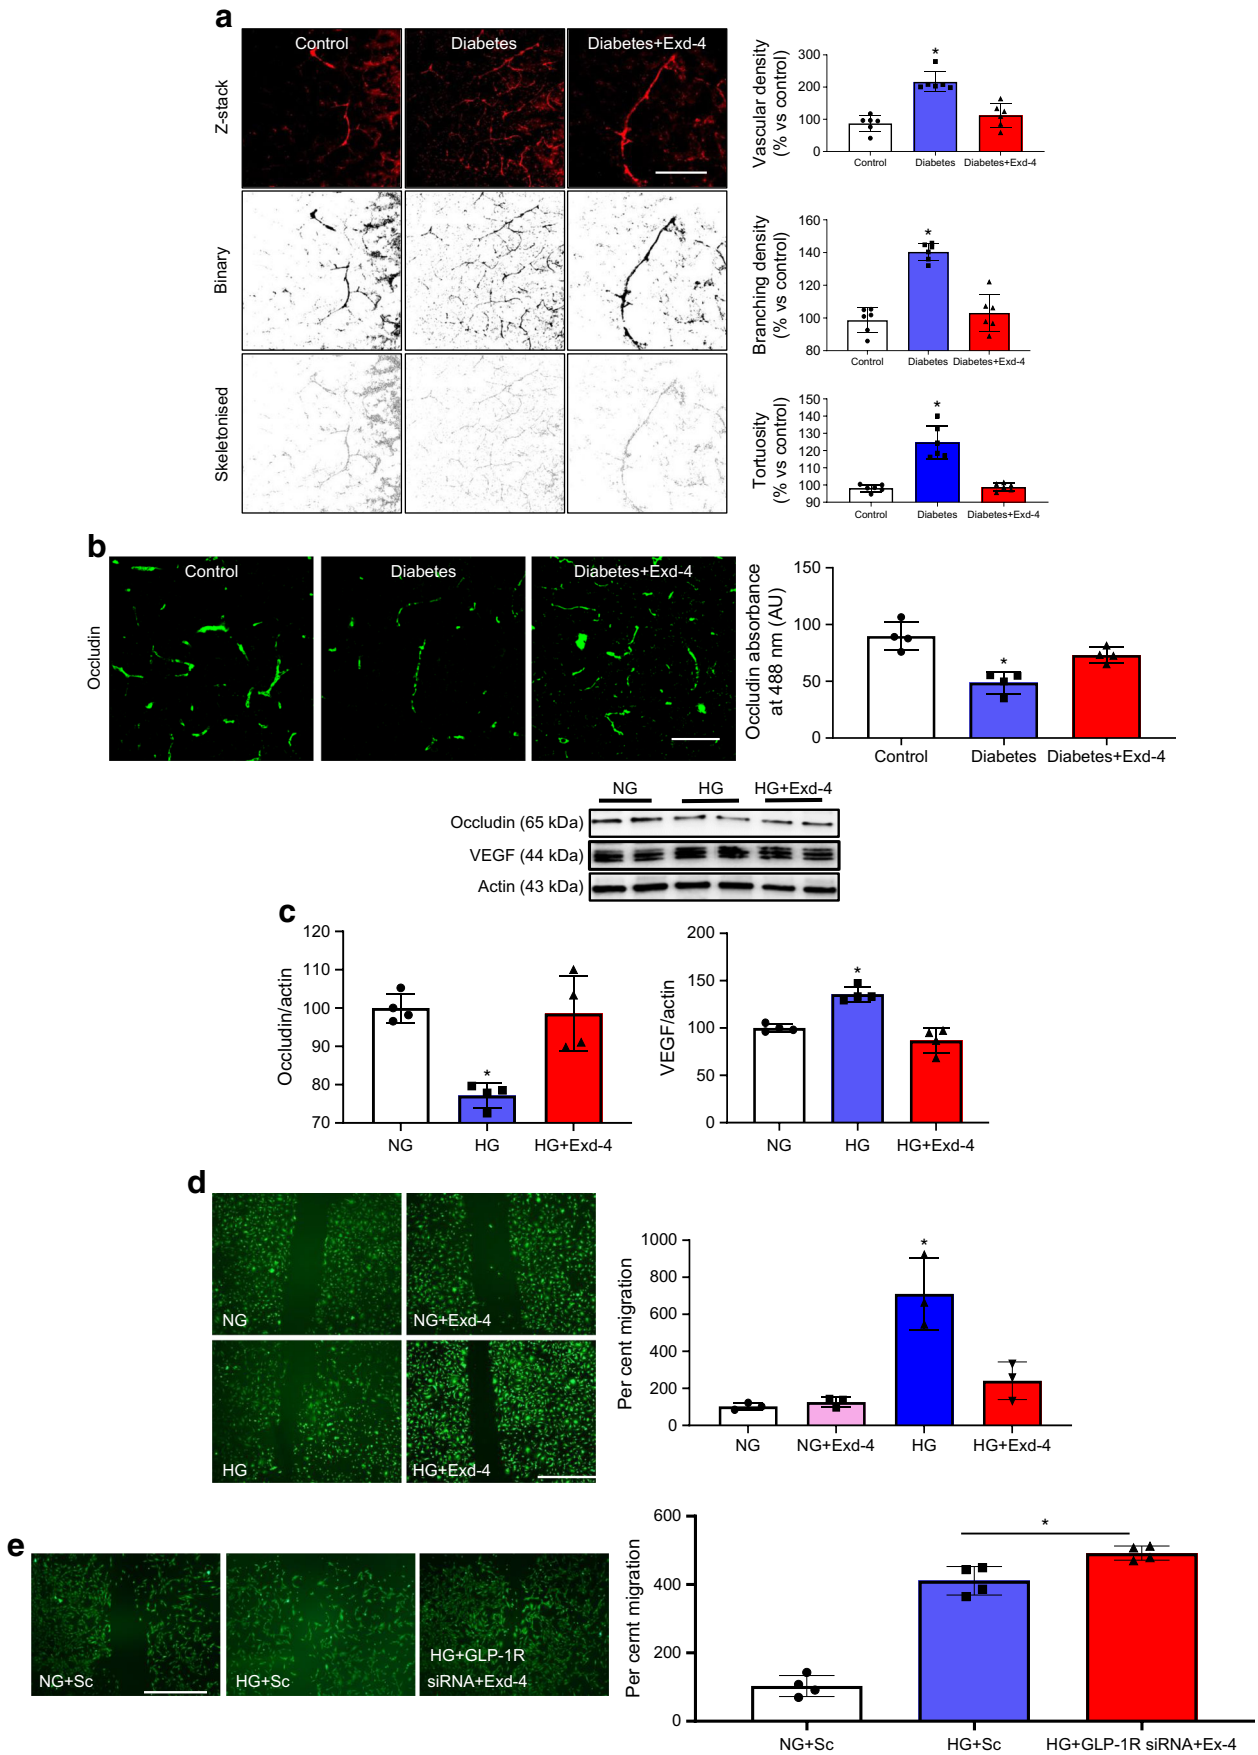 a
Control
Diabetes
Diabetes+Exd-4
Z-stack
Binary
Skeletonised
Vascular density
(% vs control)
300
200
100
0
*
Control
Diabetes
Diabetes+Exd-4
Branching density
(% vs control)
160
140
120
100
80
*
Control
Diabetes
Diabetes+Exd-4
Tortuosity
(% vs control)
150
140
130
120
110
100
90
*
Control
Diabetes
Diabetes+Exd-4
b
Control
Diabetes
Diabetes+Exd-4
Occludin
Occludin absorbance
at 488 nm (AU)
150
100
50
0
*
Control
Diabetes
Diabetes+Exd-4
NG
HG
HG+Exd-4
Occludin (65 kDa)
VEGF (44 kDa)
Actin (43 kDa)
c
Occludin/actin
120
110
100
90
80
70
*
NG
HG
HG+Exd-4
VEGF/actin
200
150
100
50
0
*
NG
HG
HG+Exd-4
d
NG
NG+Exd-4
HG
HG+Exd-4
Per cent migration
1000
800
600
400
200
0
*
NG
NG+Exd-4
HG
HG+Exd-4
e
NG+Sc
HG+Sc
HG+GLP-1R
siRNA+Exd-4
Per cernt migration
600
400
200
0
*
NG+Sc
HG+Sc
HG+GLP-1R siRNA+Ex-4